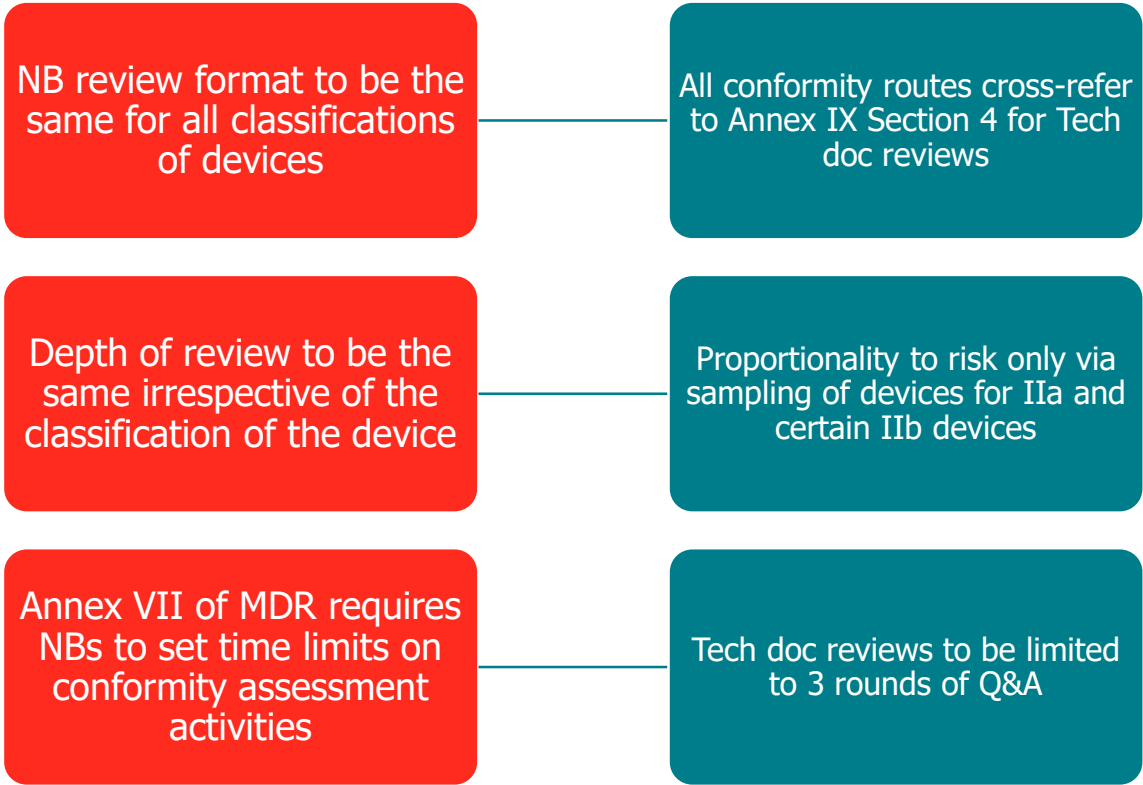 NB review format to be the
same for all classifications
of devices
All conformity routes cross-refer
to Annex IX Section 4 for Tech
doc reviews
Depth of review to be the
same irrespective of the
classification of the device
Proportionality to risk only via
sampling of devices for IIa and
certain IIb devices
Annex VII of MDR requires
NBs to set time limits on
conformity assessment
activities
Tech doc reviews to be limited
to 3 rounds of Q&A